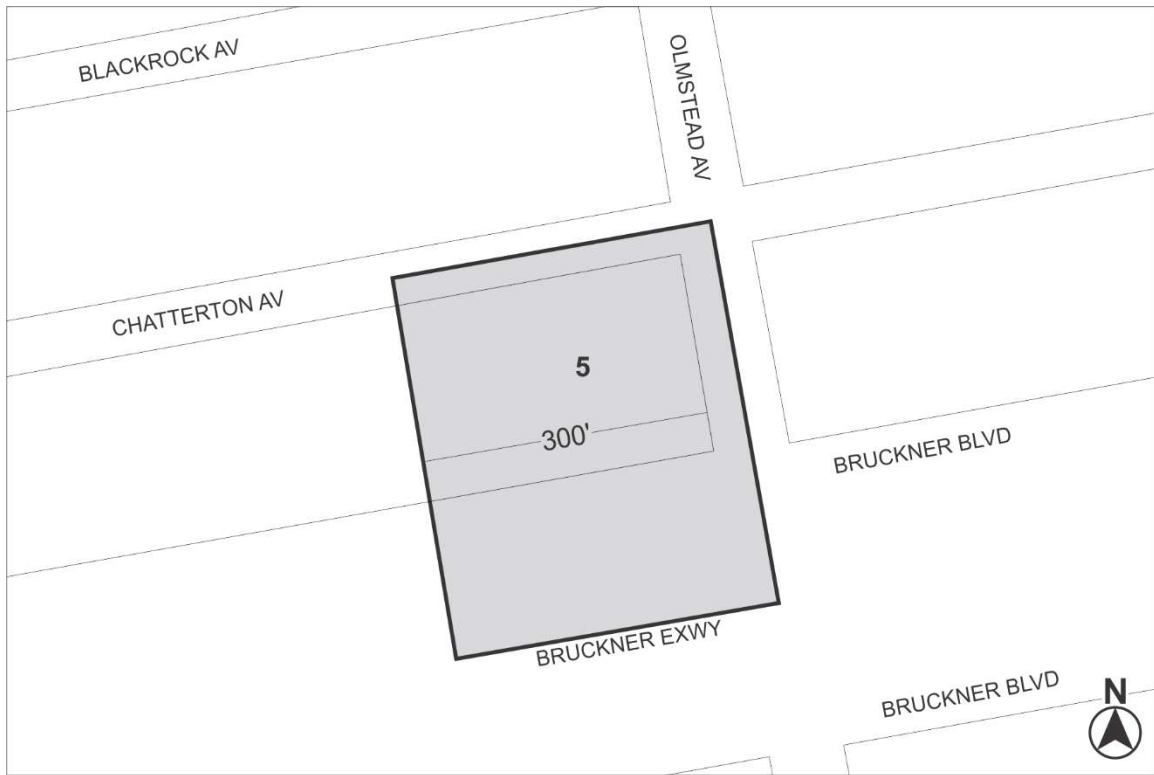 BLACKROCK AV
OLMSTEAD AV
CHATTERTON AV
5
300'
BRUCKNER BLVD
BRUCKNER EXWY
BRUCKNER BLVD
N